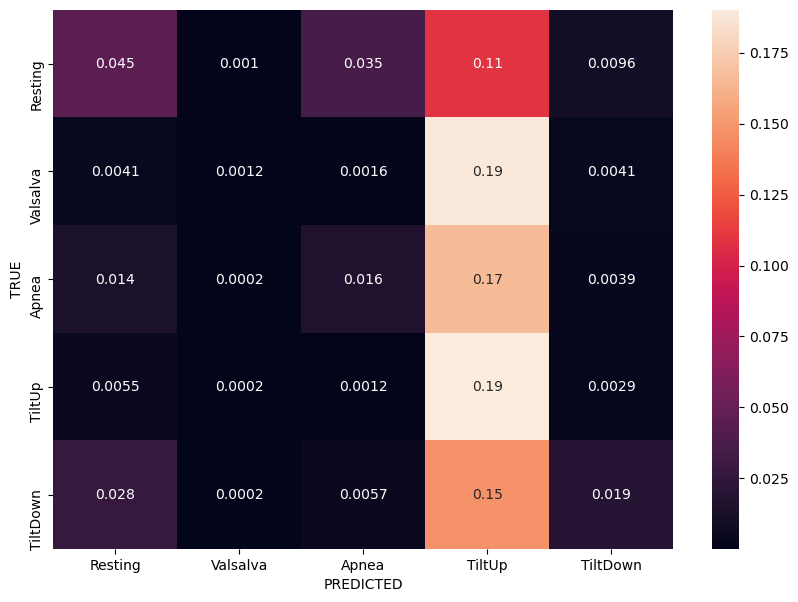 Resting 0.045 0.001 0.035 0.11 0.0096
Valsalva 0.0041 0.0012 0.0016 0.19 0.0041
Apnea 0.014 0.0002 0.016 0.17 0.0039
TiltUp 0.0055 0.0002 0.0012 0.19 0.0029
TiltDown 0.028 0.0002 0.0057 0.15 0.019
TRUE
Resting Valsalva Apnea TiltUp TiltDown
PREDICTED
0.175
0.150
0.125
0.100
0.075
0.050
0.025